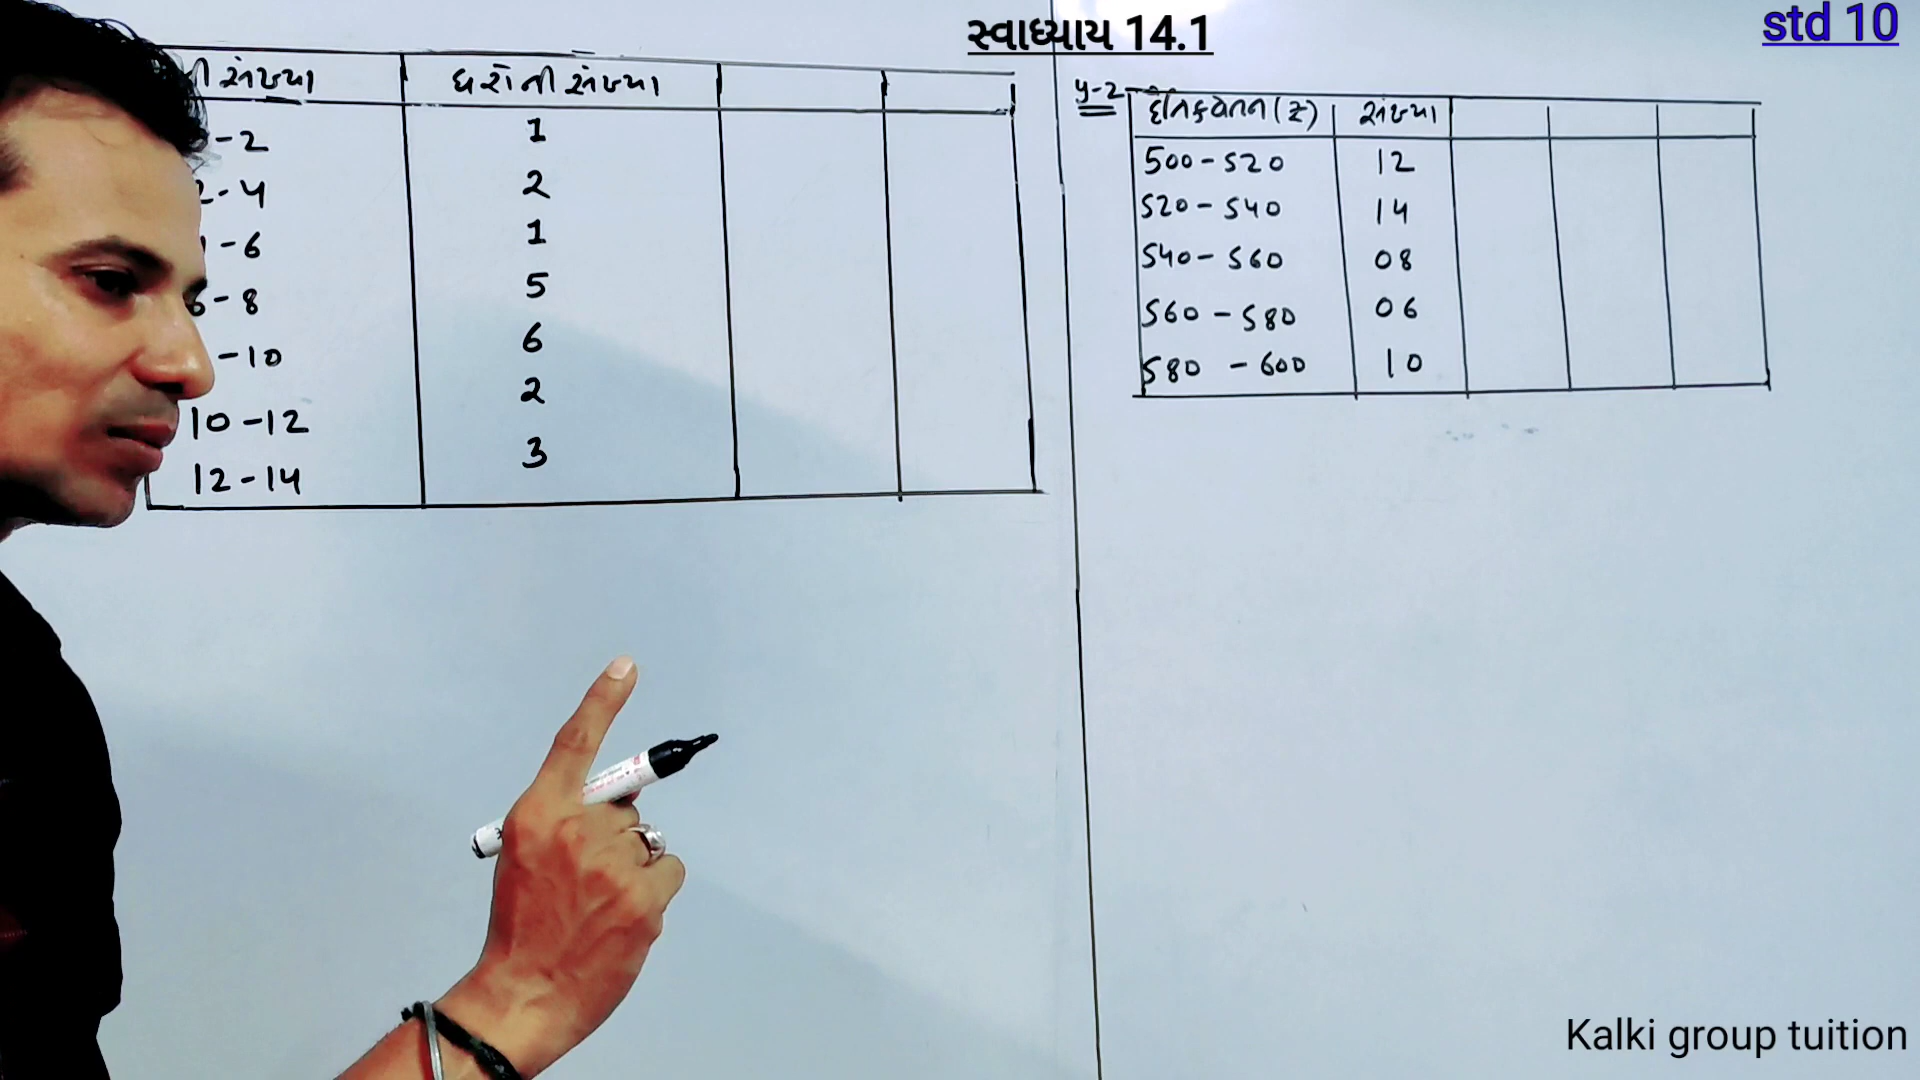 સ્વાધ્યાય 14.1
std 10
ની સંખ્યા ઘરોની સંખ્યા
-2 1
2-4 2
-6 1
6-8 5
-10 6
10-12 2
12-14 3
પ્ર-2
દૈનિકવેતન (₹) સંખ્યા
500-520 12
520-540 14
540-560 08
560-580 06
580-600 10
Kalki group tuition